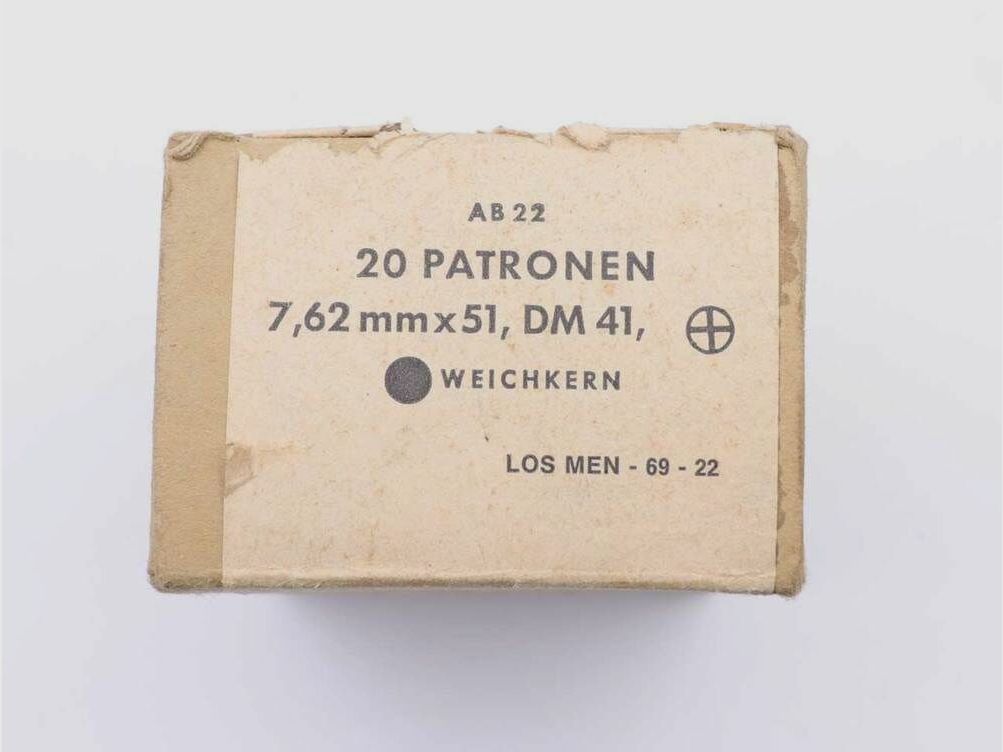 AB 22
20 PATRONEN
7,62 mm x 51, DM 41,
WEICHKERN
LOS MEN - 69 - 22